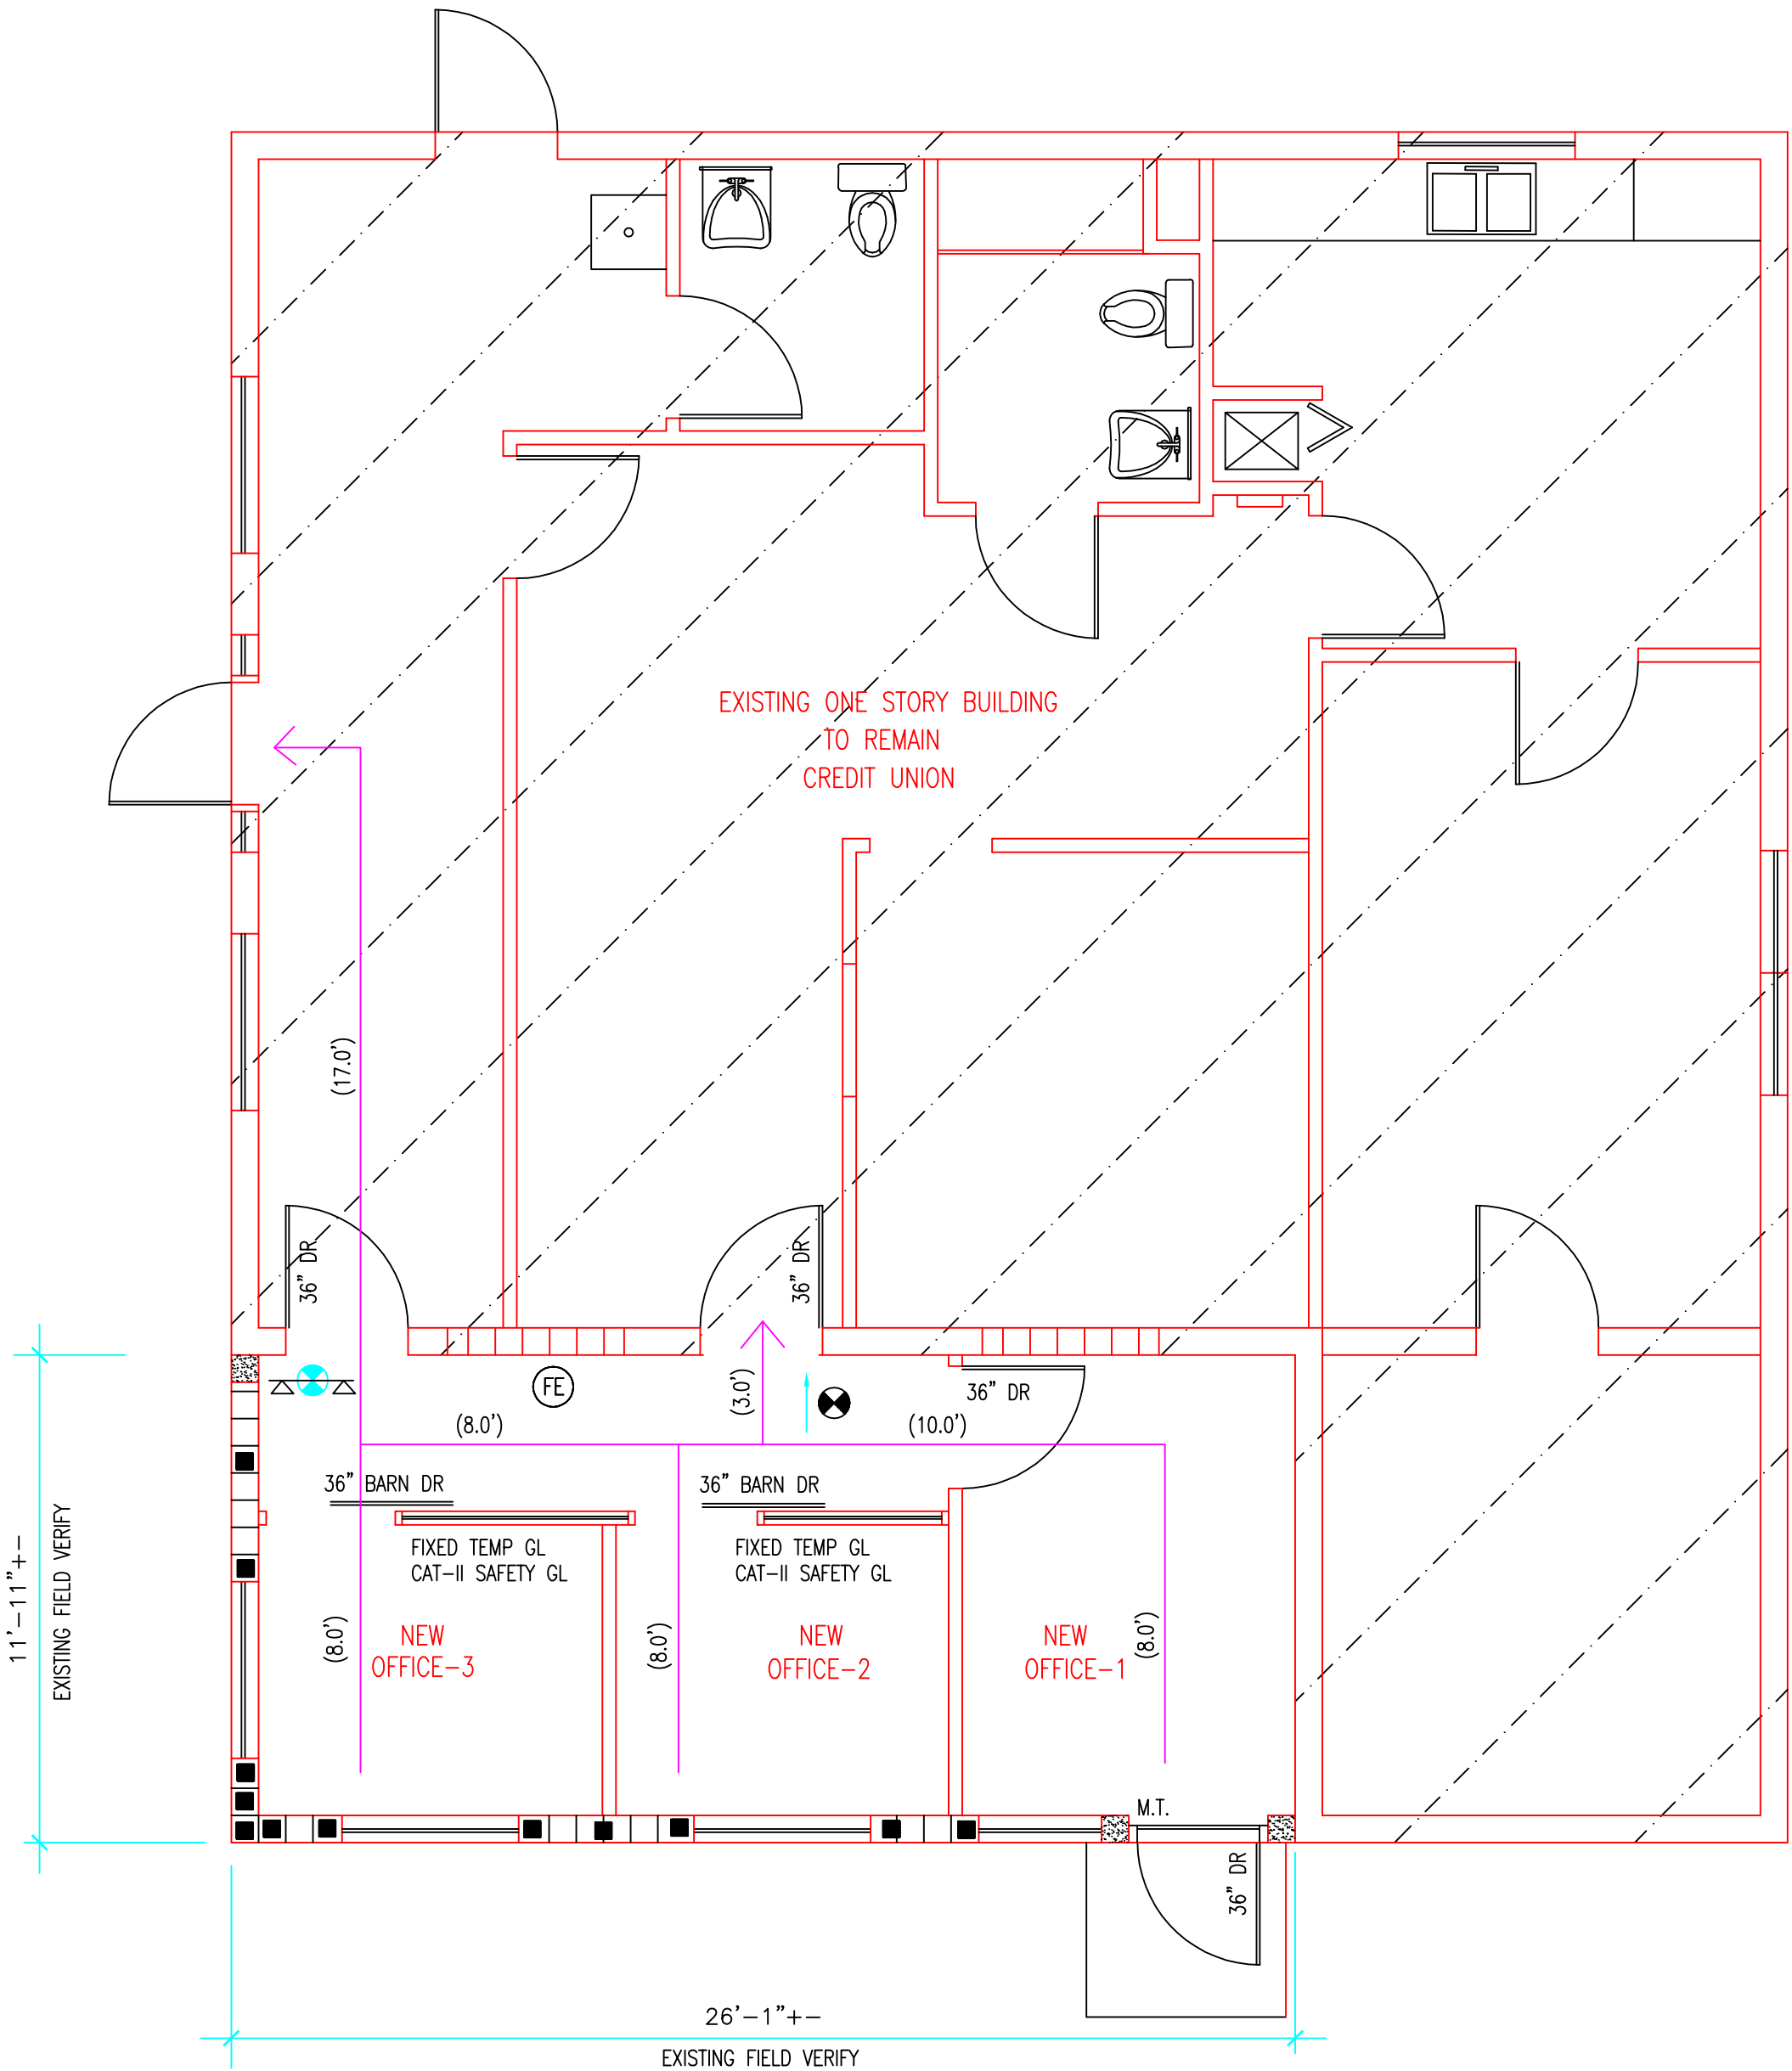 EXISTING ONE STORY BUILDING
TO REMAIN
CREDIT UNION
(17.0')
36" DR
36" DR
FE
(3.0')
36" DR
(8.0')
(10.0')
36" BARN DR
36" BARN DR
FIXED TEMP GL
CAT-II SAFETY GL
FIXED TEMP GL
CAT-II SAFETY GL
11'-11"+-
EXISTING FIELD VERIFY
(8.0')
NEW
OFFICE-3
(8.0')
NEW
OFFICE-2
NEW
OFFICE-1
(8.0')
M.T.
36" DR
26'-1"+-
EXISTING FIELD VERIFY